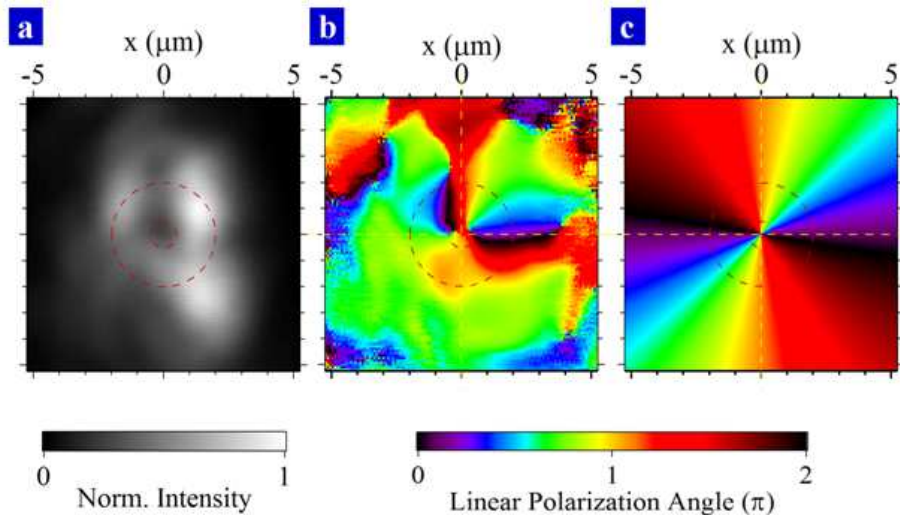 a
b
c
x (μm)
x (μm)
x (μm)
-5 0 5
-5 0 5
-5 0 5
0 1
Norm. Intensity
0 1 2
Linear Polarization Angle (π)